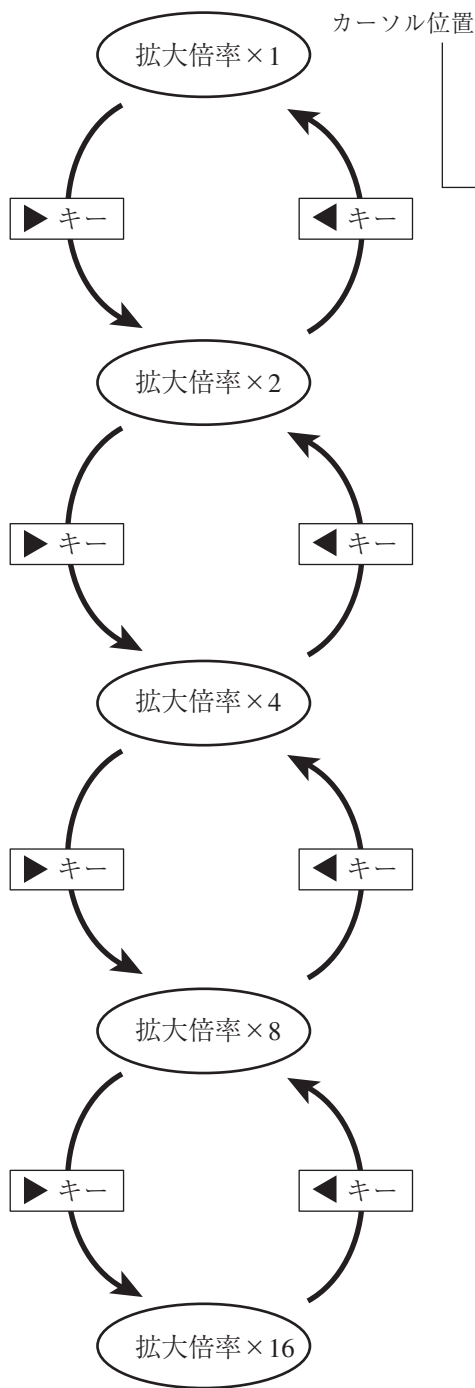 拡大倍率×1
カーソル位置
▶ キー
◀ キー
拡大倍率×2
▶ キー
◀ キー
拡大倍率×4
▶ キー
◀ キー
拡大倍率×8
▶ キー
◀ キー
拡大倍率×16